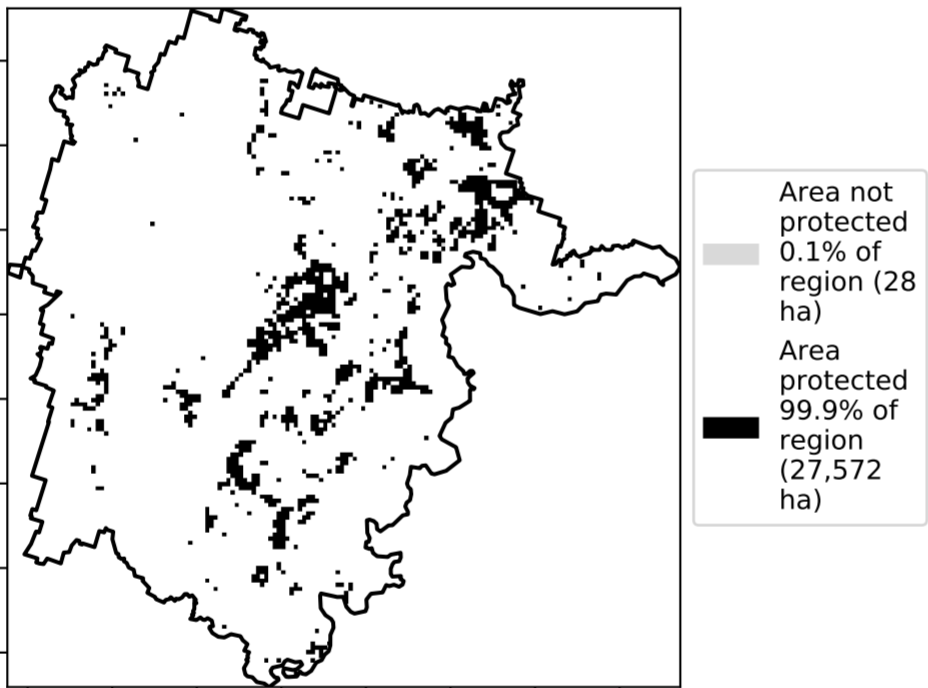 Area not
protected
0.1% of
region (28
ha)
Area
protected
99.9% of
region
(27,572
ha)